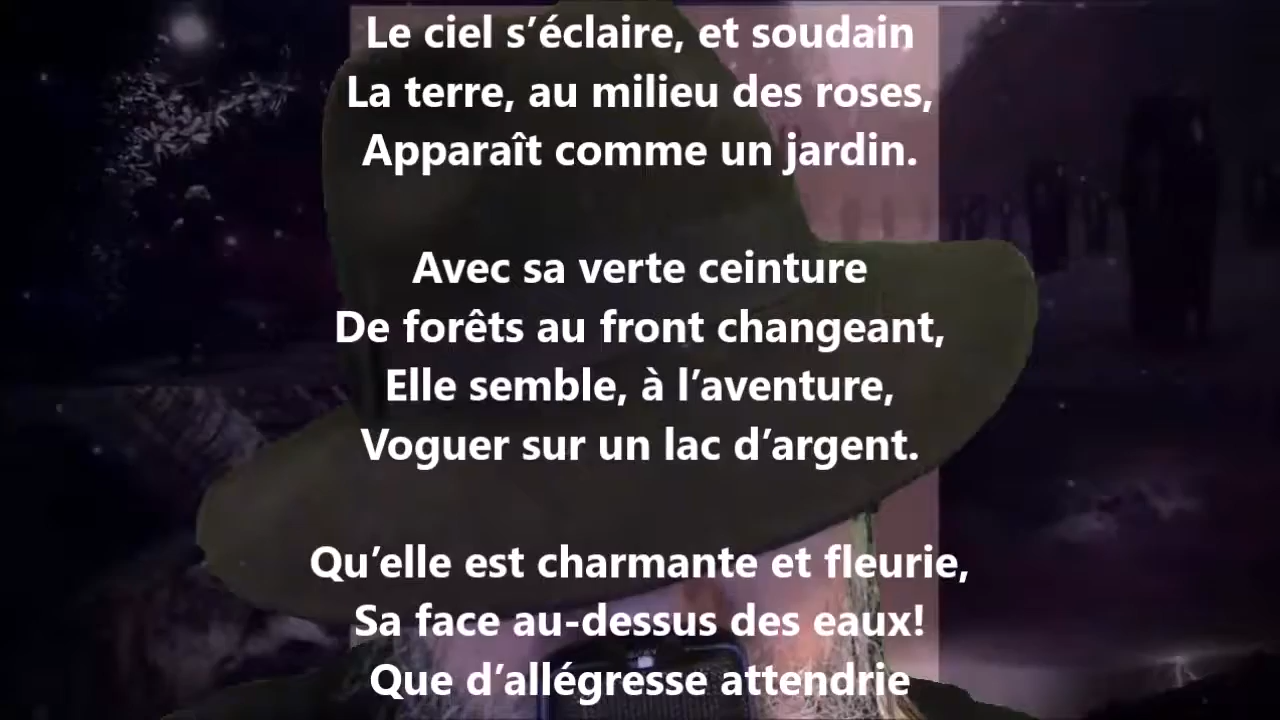 Le ciel s’éclaire, et soudain
La terre, au milieu des roses,
Apparaît comme un jardin.
Avec sa verte ceinture
De forêts au front changeant,
Elle semble, à l’aventure,
Voguer sur un lac d’argent.
Qu’elle est charmante et fleurie,
Sa face au-dessus des eaux!
Que d’allégresse attendrie